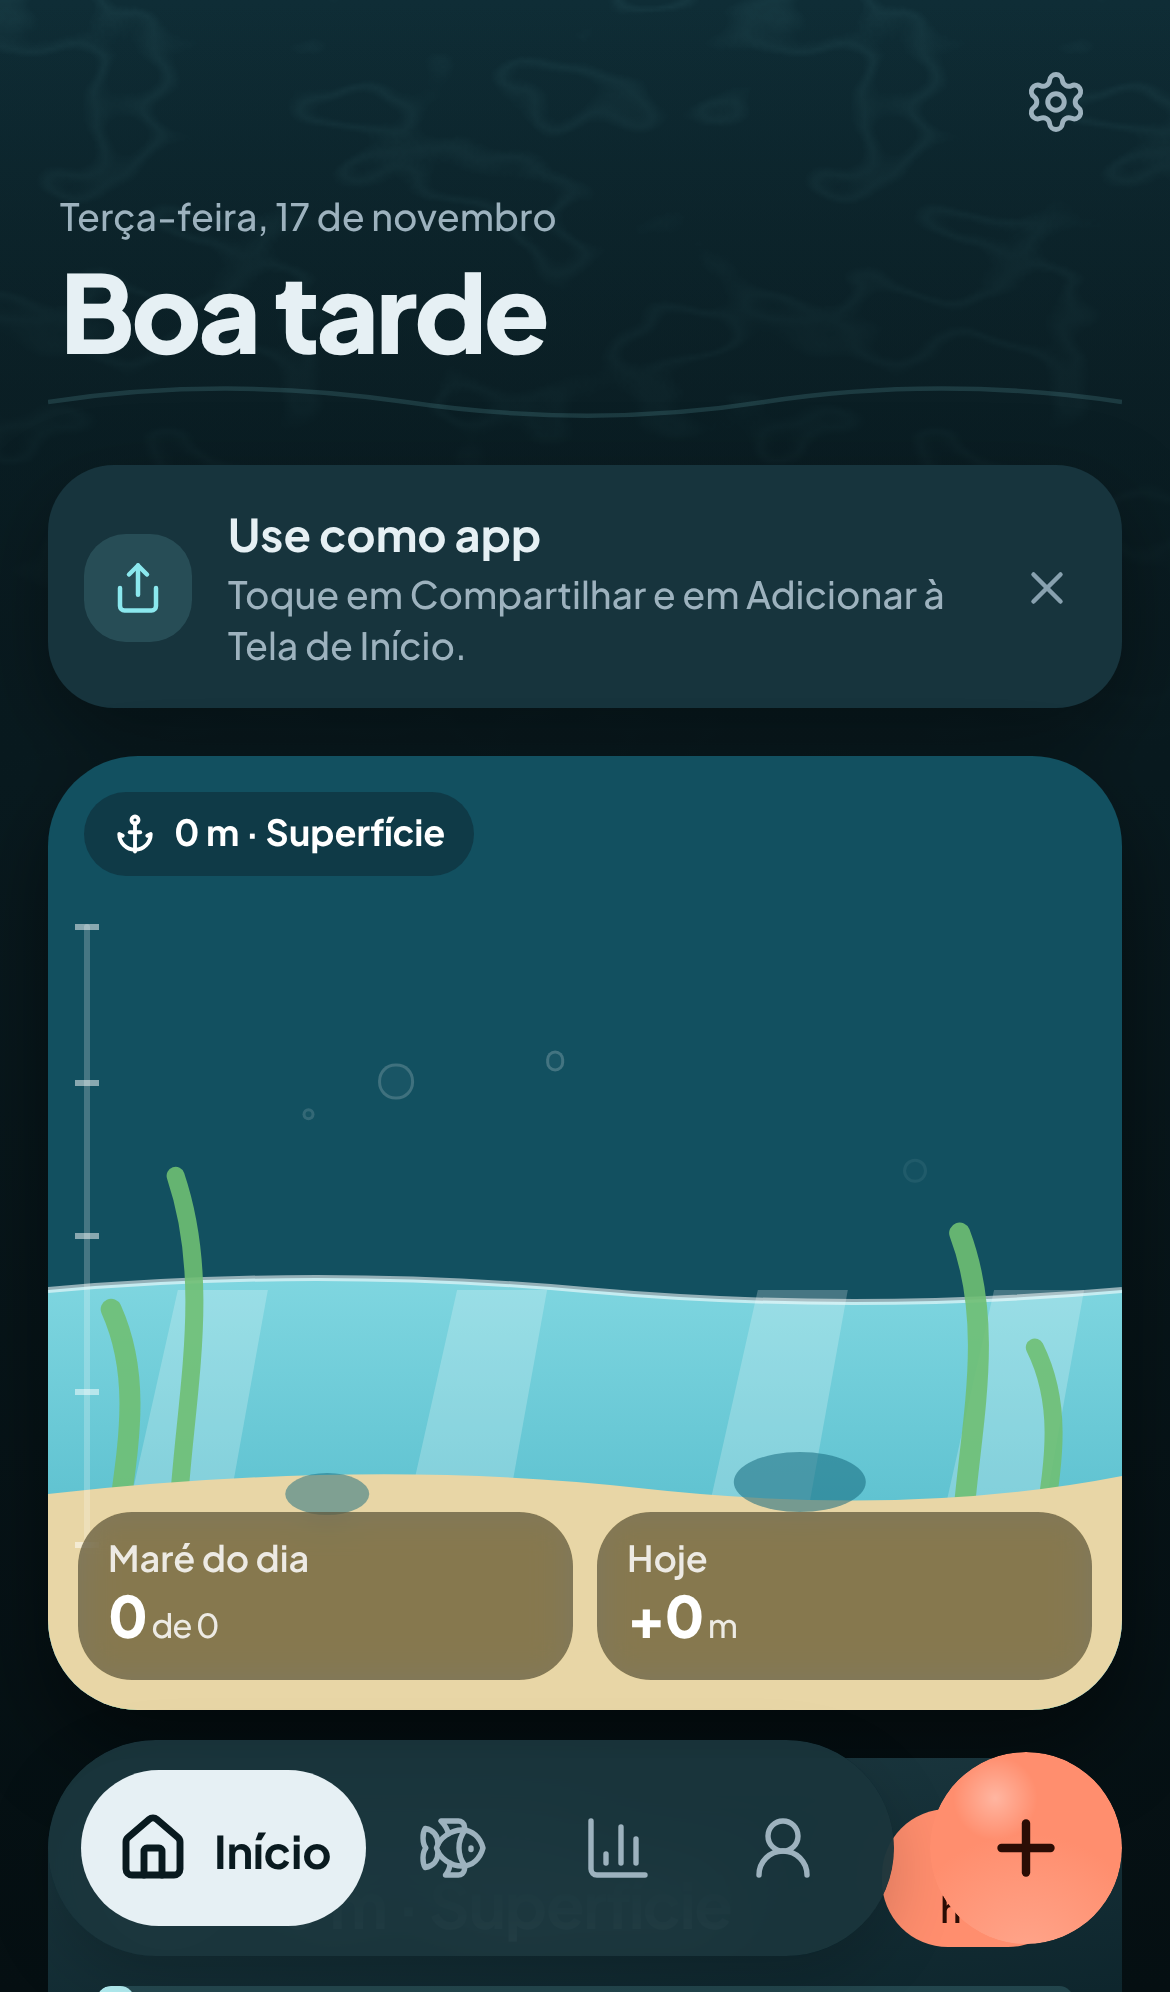 Terça-feira, 17 de novembro
Boa tarde
Use como app
Toque em Compartilhar e em Adicionar à
Tela de Início.
0 m · Superfície
Maré do dia
0 de 0
Hoje
+0 m
Início
m · Superfície